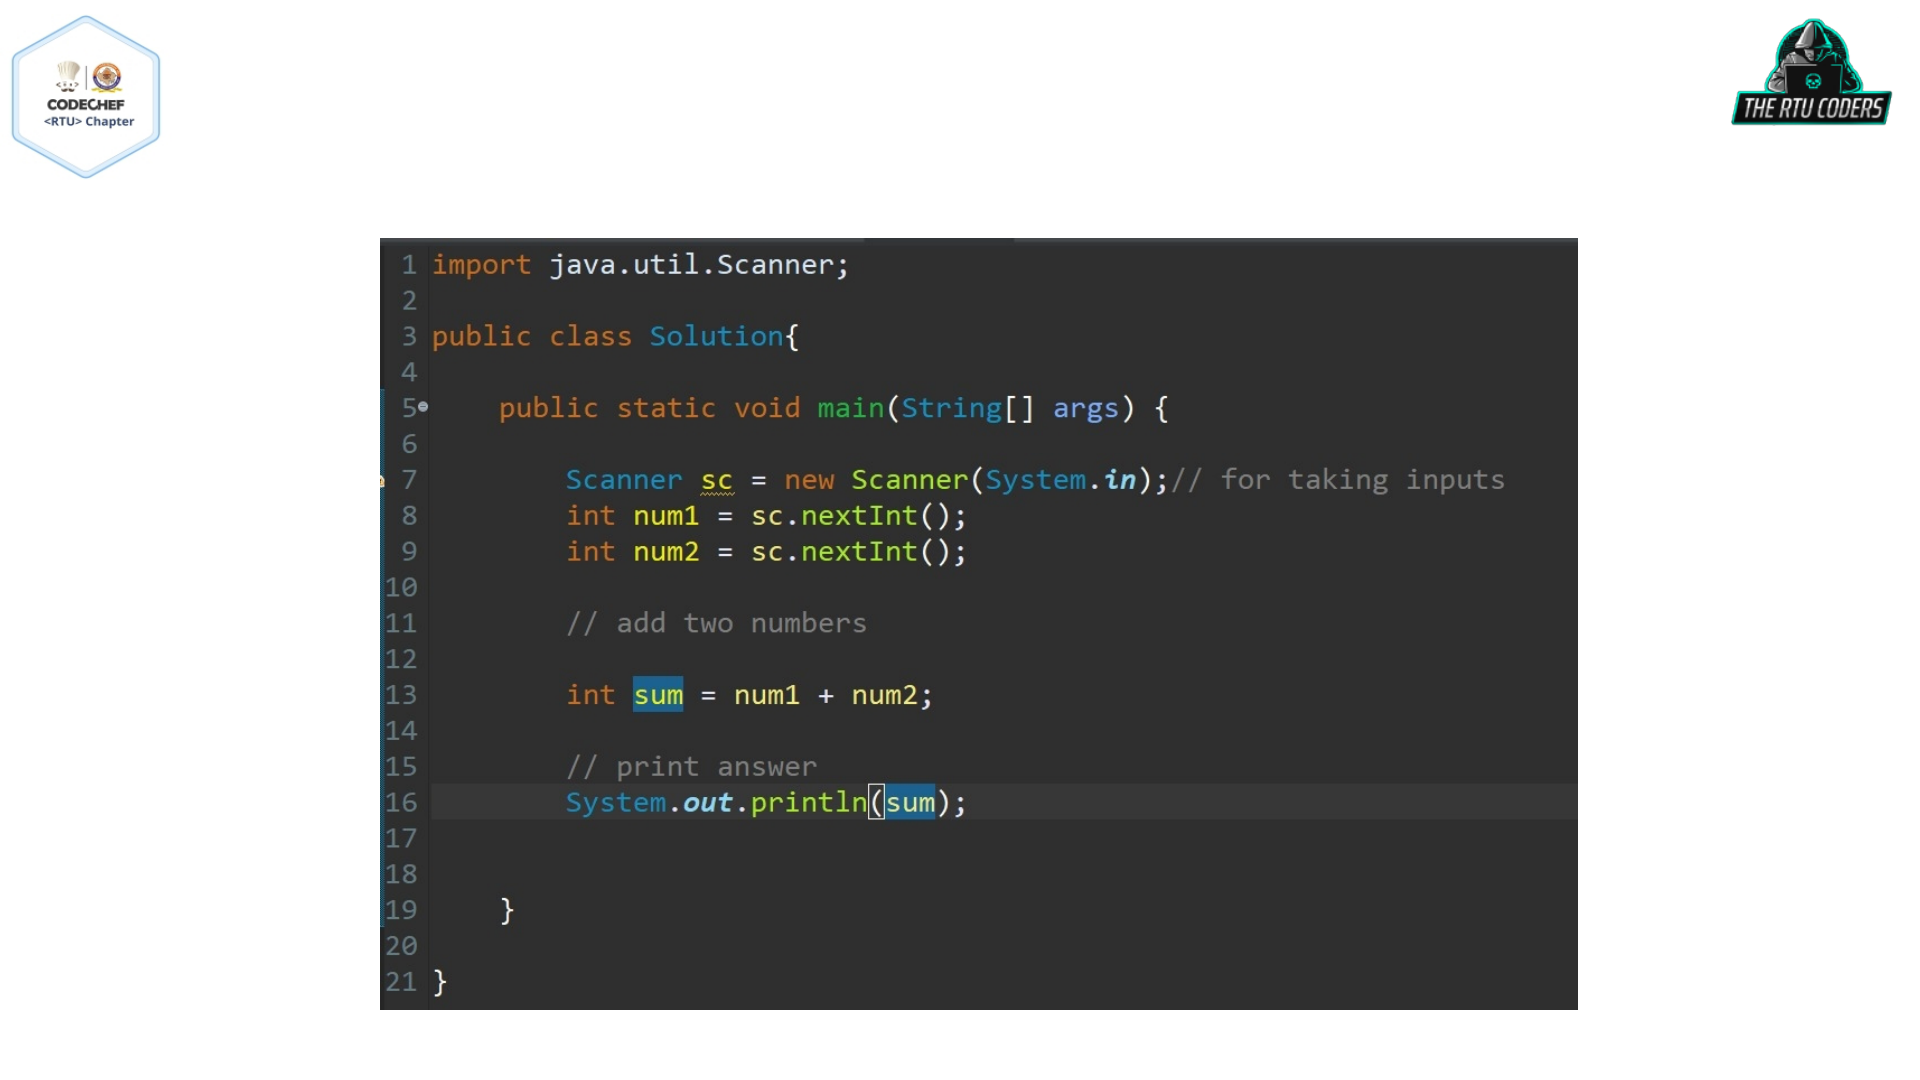 CODECHEF
<RTU> Chapter
THE RTU CODERS
1 import java.util.Scanner;
2
3 public class Solution{
4
5 public static void main(String[] args) {
6
7 Scanner sc = new Scanner(System.in);// for taking inputs
8 int num1 = sc.nextInt();
9 int num2 = sc.nextInt();
10
11 // add two numbers
12
13 int sum = num1 + num2;
14
15 // print answer
16 System.out.println(sum);
17
18
19 }
20
21 }